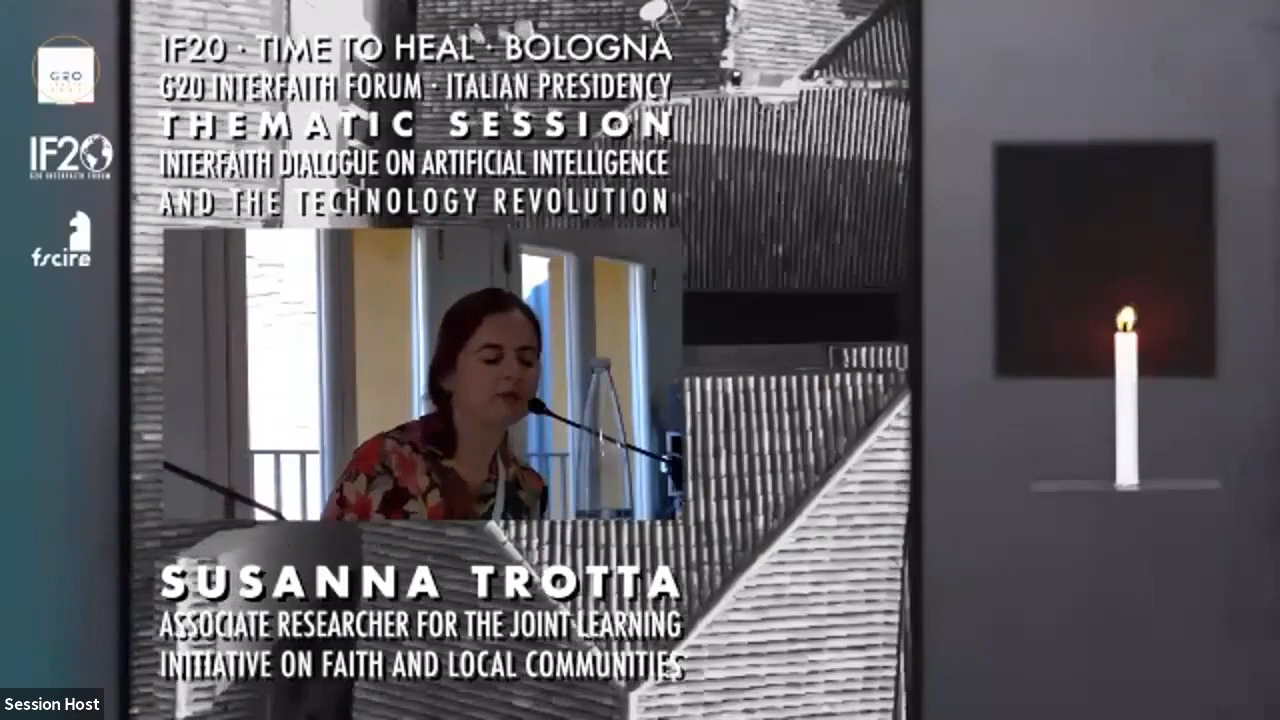 IF20 · TIME TO HEAL · BOLOGNA
G20 INTERFAITH FORUM · ITALIAN PRESIDENCY
THEMATIC SESSION
INTERFAITH DIALOGUE ON ARTIFICIAL INTELLIGENCE
AND THE TECHNOLOGY REVOLUTION
IF20
G20 INTERFAITH FORUM
fscire
SUSANNA TROTTA
ASSOCIATE RESEARCHER FOR THE JOINT LEARNING
INITIATIVE ON FAITH AND LOCAL COMMUNITIES
Session Host